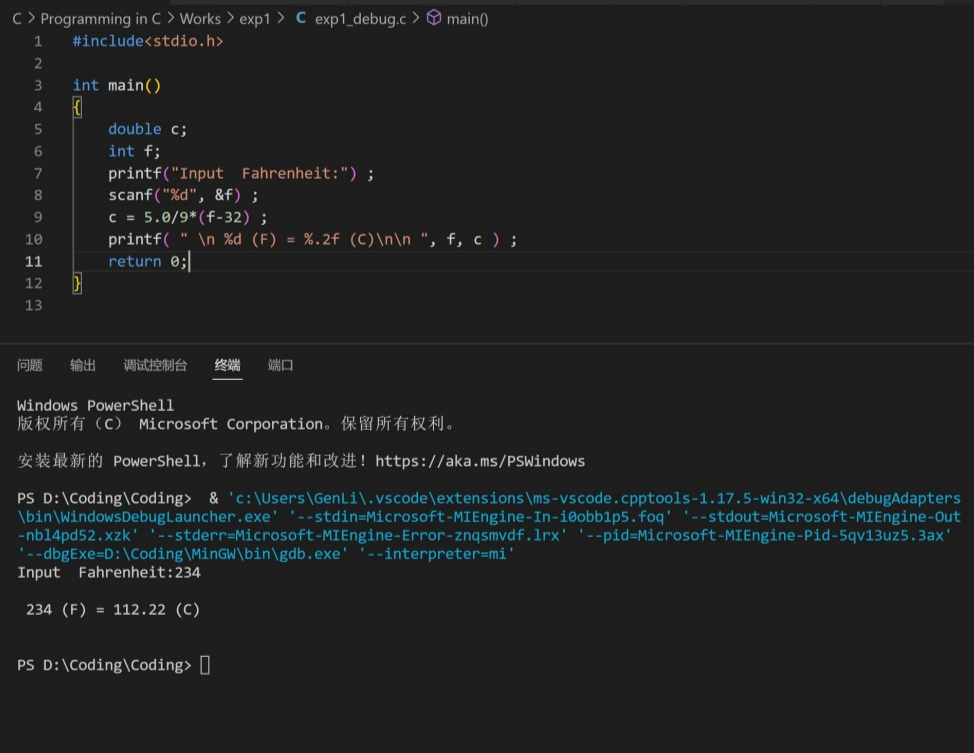 C > Programming in C > Works > exp1 > C exp1_debug.c > main()
1 #include<stdio.h>
2
3 int main()
4 {
5     double c;
6     int f;
7     printf("Input  Fahrenheit:") ;
8     scanf("%d", &f) ;
9     c = 5.0/9*(f-32) ;
10     printf( " \n %d (F) = %.2f (C)\n\n ", f, c ) ;
11     return 0;
12 }
13
问题 输出 调试控制台 终端 端口
Windows PowerShell
版权所有（C） Microsoft Corporation。保留所有权利。
安装最新的 PowerShell，了解新功能和改进！https://aka.ms/PSWindows
PS D:\Coding\Coding>  & 'c:\Users\GenLi\.vscode\extensions\ms-vscode.cpptools-1.17.5-win32-x64\debugAdapters
\bin\WindowsDebugLauncher.exe' '--stdin=Microsoft-MIEngine-In-i0obb1p5.foq' '--stdout=Microsoft-MIEngine-Out
-nbl4pd52.xzk' '--stderr=Microsoft-MIEngine-Error-znqsmvdf.lrx' '--pid=Microsoft-MIEngine-Pid-5qv13uz5.3ax'
'--dbgExe=D:\Coding\MinGW\bin\gdb.exe' '--interpreter=mi'
Input  Fahrenheit:234
 234 (F) = 112.22 (C)
PS D:\Coding\Coding>